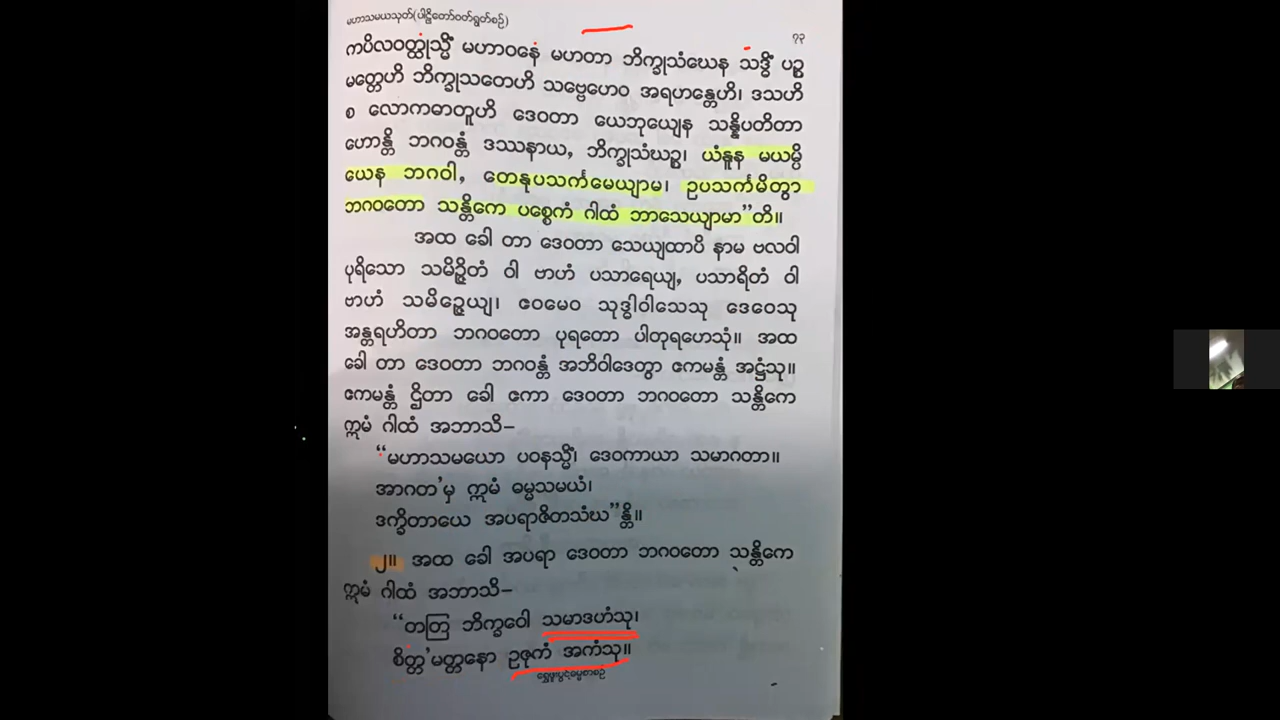 မဟာသမယသုတ်(ပါဠိတော်ဝတ်ရွတ်စဉ်)
၇၃
ကပိလဝတ္ထုသ္မိံ မဟာဝနေ မဟတာ ဘိက္ခုသံဃေန သဒ္ဓိံ ပဉ္စ
မတ္တေဟိ ဘိက္ခုသတေဟိ သဗ္ဗေဟေဝ အရဟန္တေဟိ၊ ဒသဟိ
စ လောကဓာတူဟိ ဒေဝတာ ယေဘုယျေန သန္နိပတိတာ
ဟောန္တိ ဘဂဝန္တံ ဒဿနာယ, ဘိက္ခုသံဃဉ္စ၊ ယံနူန မယမ္ပိ
ယေန ဘဂဝါ, တေနုပသင်္ကမေယျာမ၊ ဥပသင်္ကမိတွာ
ဘဂဝတော သန္တိကေ ပစ္စေကံ ဂါထံ ဘာသေယျာမာ”တိ။
အထ ခေါ တာ ဒေဝတာ သေယျထာပိ နာမ ဗလဝါ
ပုရိသော သမိဉ္ဇိတံ ဝါ ဗာဟံ ပသာရေယျ, ပသာရိတံ ဝါ
ဗာဟံ သမိဉ္ဇေယျ၊ ဧဝမေဝ သုဒ္ဓါဝါသေသု ဒေဝေသု
အန္တရဟိတာ ဘဂဝတော ပုရတော ပါတုရဟေသုံ။ အထ
ခေါ တာ ဒေဝတာ ဘဂဝန္တံ အဘိဝါဒေတွာ ဧကမန္တံ အဋ္ဌံသု။
ဧကမန္တံ ဌိတာ ခေါ ဧကာ ဒေဝတာ ဘဂဝတော သန္တိကေ
ဣမံ ဂါထံ အဘာသိ–
“မဟာသမယော ပဝနသ္မိံ၊ ဒေဝကာယာ သမာဂတာ။
အာဂတ’မှ ဣမံ ဓမ္မသမယံ၊
ဒက္ခိတာယေ အပရာဇိတသံဃ”န္တိ။
၂။ အထ ခေါ အပရာ ဒေဝတာ ဘဂဝတော သန္တိကေ
ဣမံ ဂါထံ အဘာသိ–
“တတြ ဘိက္ခဝေါ သမာဒဟံသု၊
စိတ္တ’မတ္တနော ဥဇုကံ အကံသု။